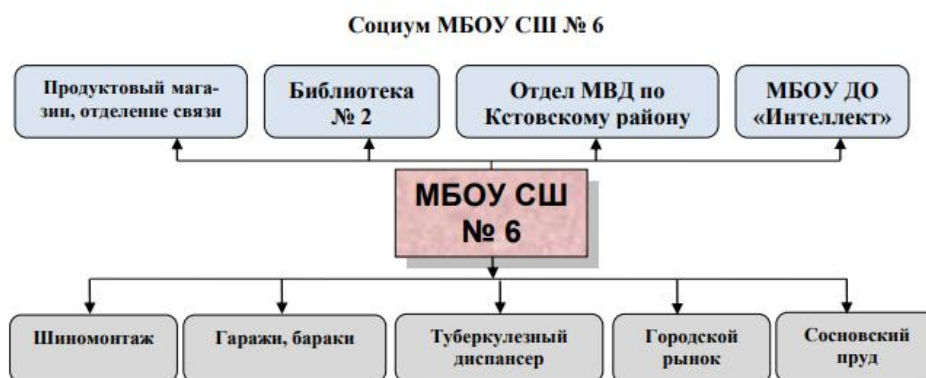 Социум МБОУ СШ № 6
Продуктовый мага-
зин, отделение связи
Библиотека
№ 2
Отдел МВД по
Кстовскому району
МБОУ ДО
«Интеллект»
МБОУ СШ
№ 6
Шиномонтаж
Гаражи, бараки
Туберкулезный
диспансер
Городской
рынок
Сосновский
пруд